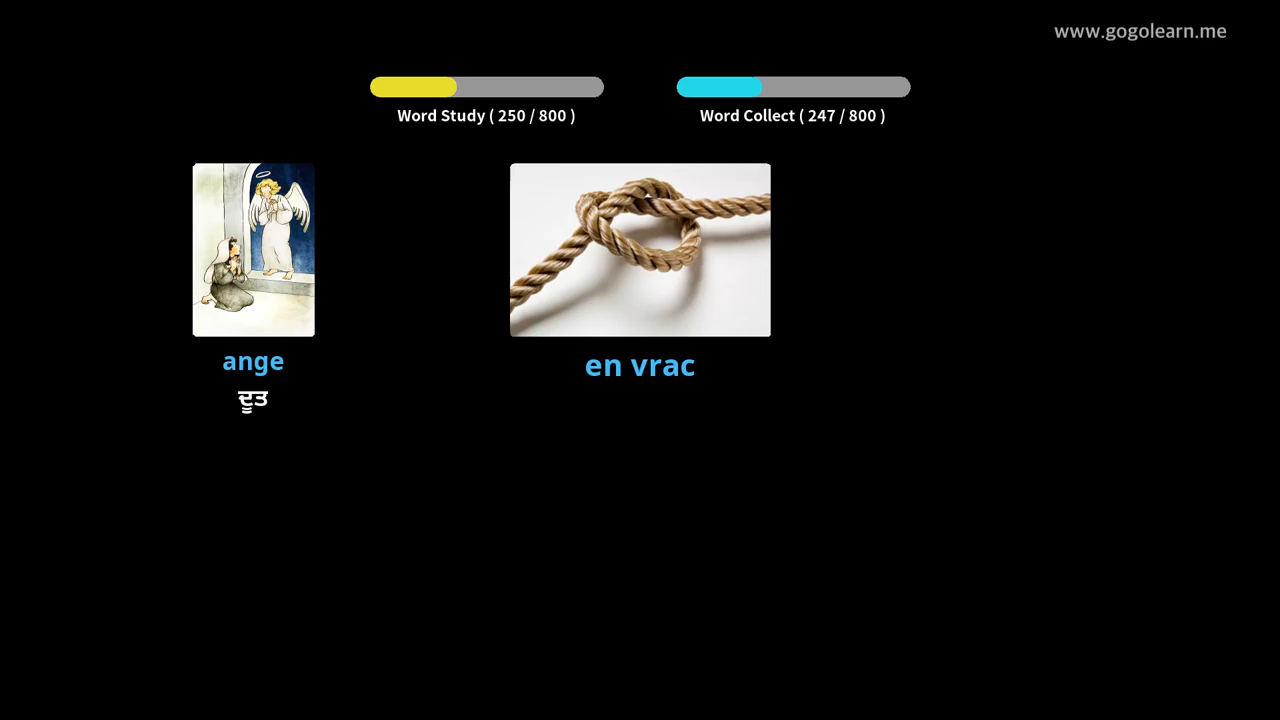 www.gogolearn.me
Word Study ( 250 / 800 )
Word Collect ( 247 / 800 )
ange
ਦੂਤ
en vrac